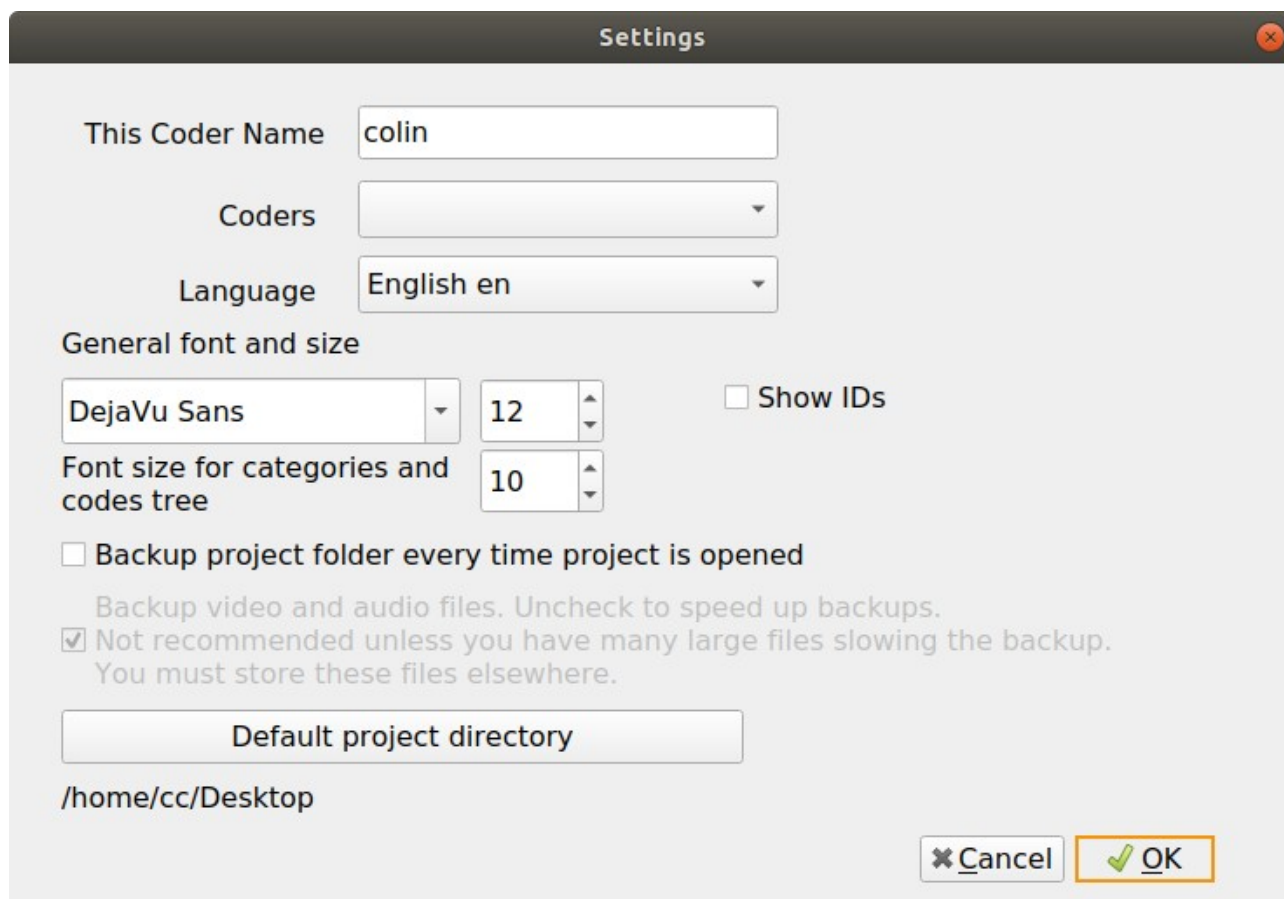 Settings
This Coder Name colin
Coders
Language English en
General font and size
DejaVu Sans 12 Show IDs
Font size for categories and
codes tree 10
Backup project folder every time project is opened
Backup video and audio files. Uncheck to speed up backups.
Not recommended unless you have many large files slowing the backup.
You must store these files elsewhere.
Default project directory
/home/cc/Desktop
Cancel OK